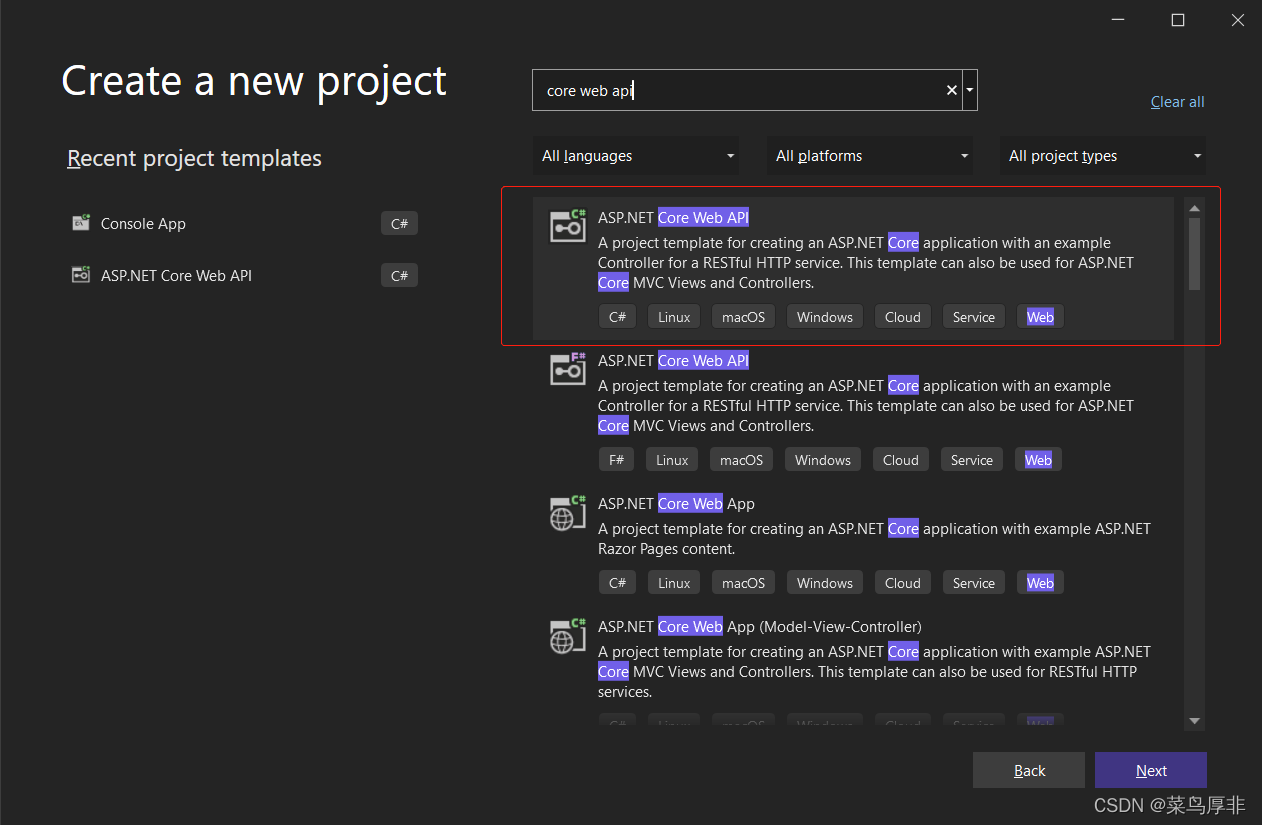 Create a new project
core web api
Clear all
Recent project templates
All languages
All platforms
All project types
Console App
C#
ASP.NET Core Web API
C#
ASP.NET Core Web API
A project template for creating an ASP.NET Core application with an example
Controller for a RESTful HTTP service. This template can also be used for ASP.NET
Core MVC Views and Controllers.
C# Linux macOS Windows Cloud Service Web
ASP.NET Core Web API
A project template for creating an ASP.NET Core application with an example
Controller for a RESTful HTTP service. This template can also be used for ASP.NET
Core MVC Views and Controllers.
F# Linux macOS Windows Cloud Service Web
ASP.NET Core Web App
A project template for creating an ASP.NET Core application with example ASP.NET
Razor Pages content.
C# Linux macOS Windows Cloud Service Web
ASP.NET Core Web App (Model-View-Controller)
A project template for creating an ASP.NET Core application with example ASP.NET
Core MVC Views and Controllers. This template can also be used for RESTful HTTP
services.
C# Linux macOS Windows Cloud Service Web
Back
Next
CSDN @菜鸟厚非